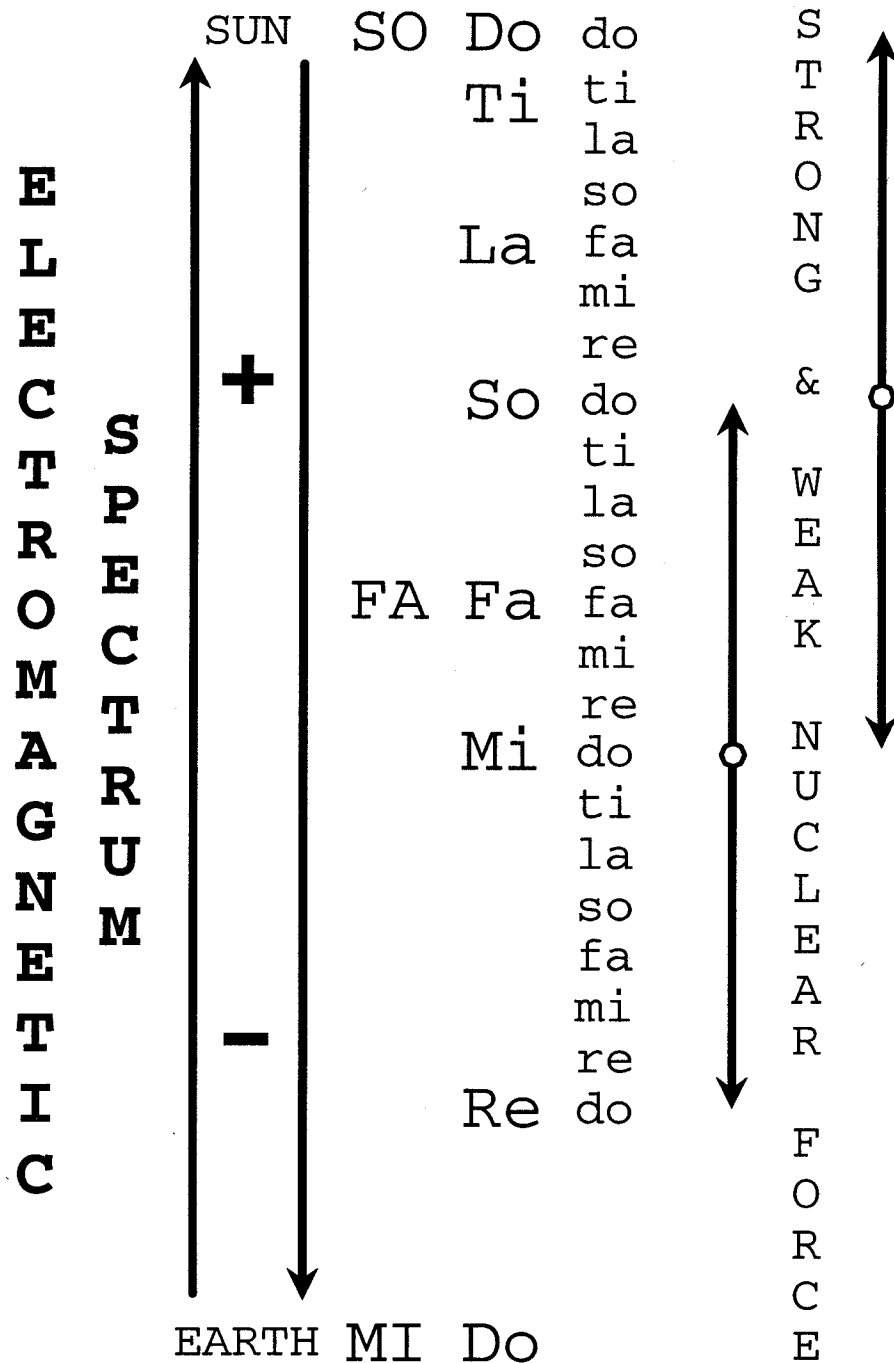 SUN SO Do do
Ti ti
la
so
La fa
mi
re
So do
ti
la
so
FA Fa fa
mi
re
Mi do
ti
la
so
fa
mi
re
Re do
EARTH MI Do
ELECTROMAGNETIC
SPECTRUM
+
-
STRONG & WEAK NUCLEAR FORCE